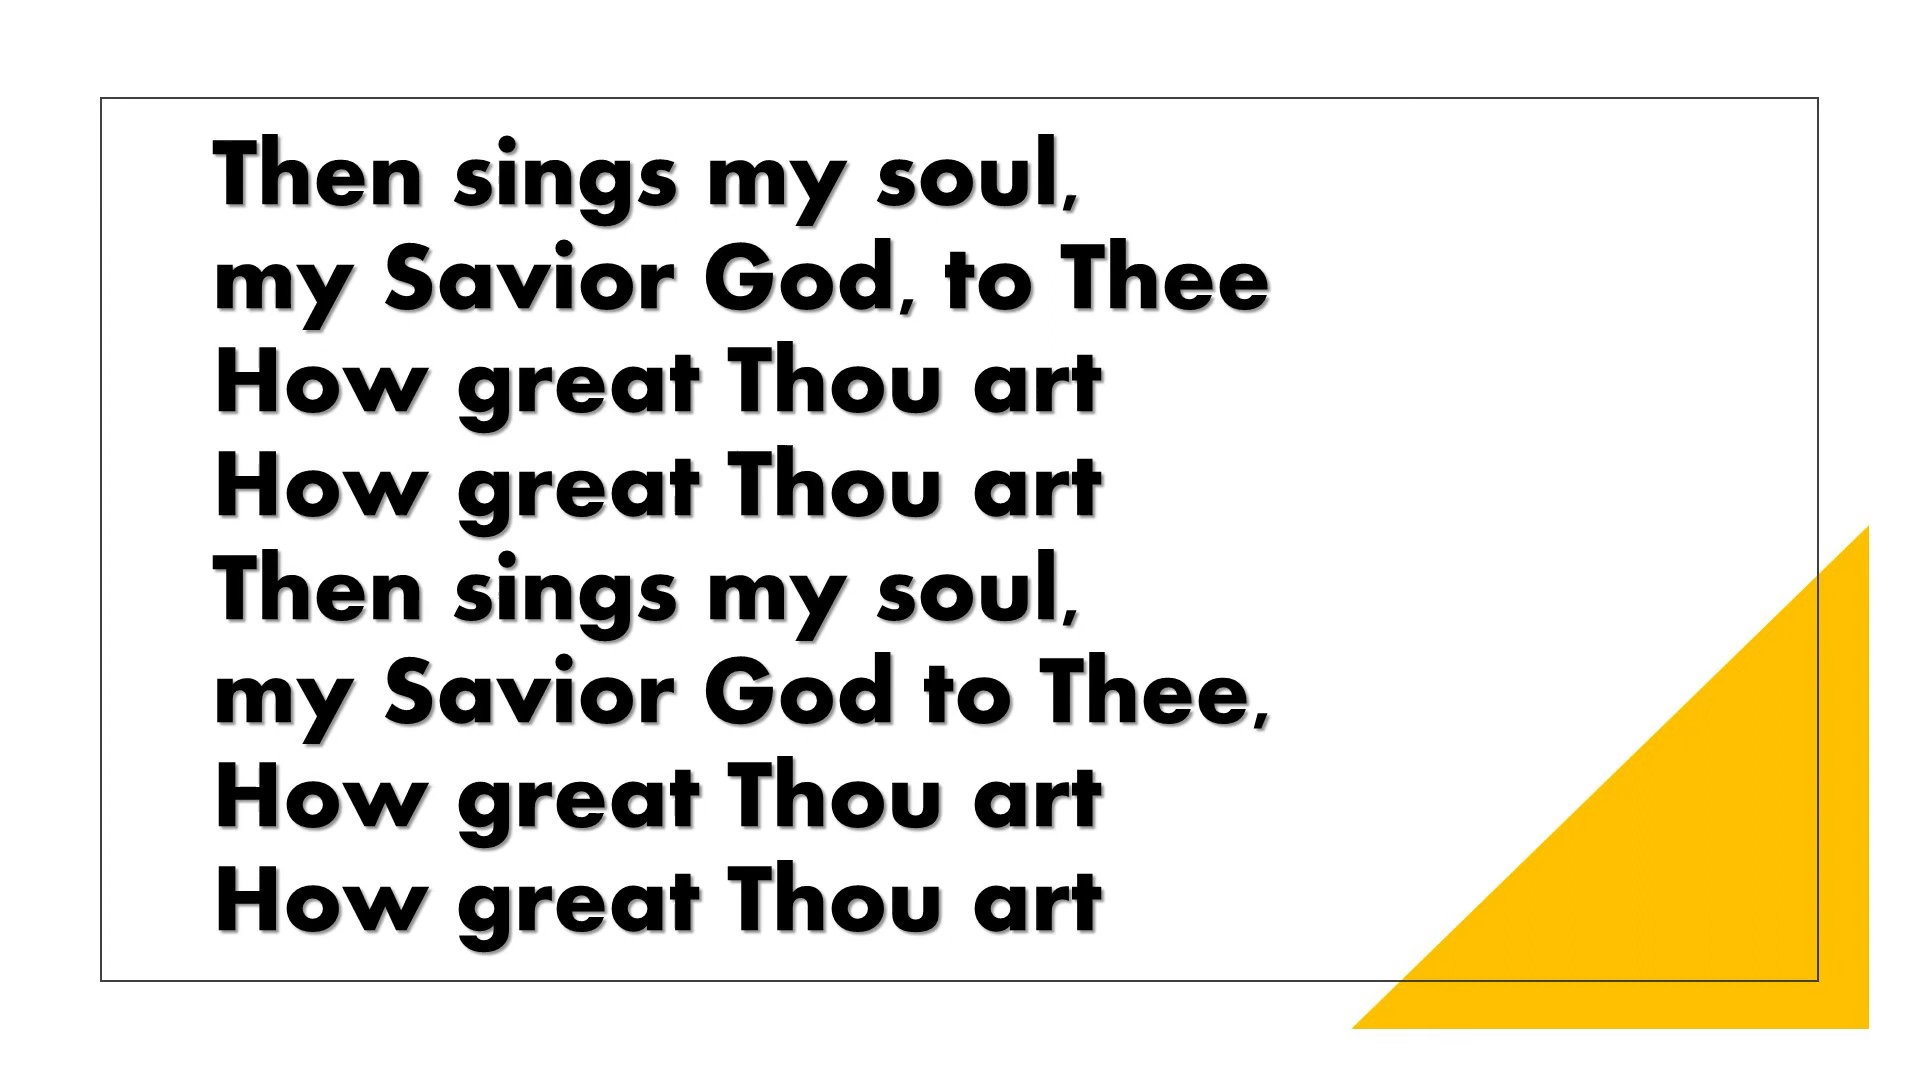 Then sings my soul,
my Savior God, to Thee
How great Thou art
How great Thou art
Then sings my soul,
my Savior God to Thee,
How great Thou art
How great Thou art